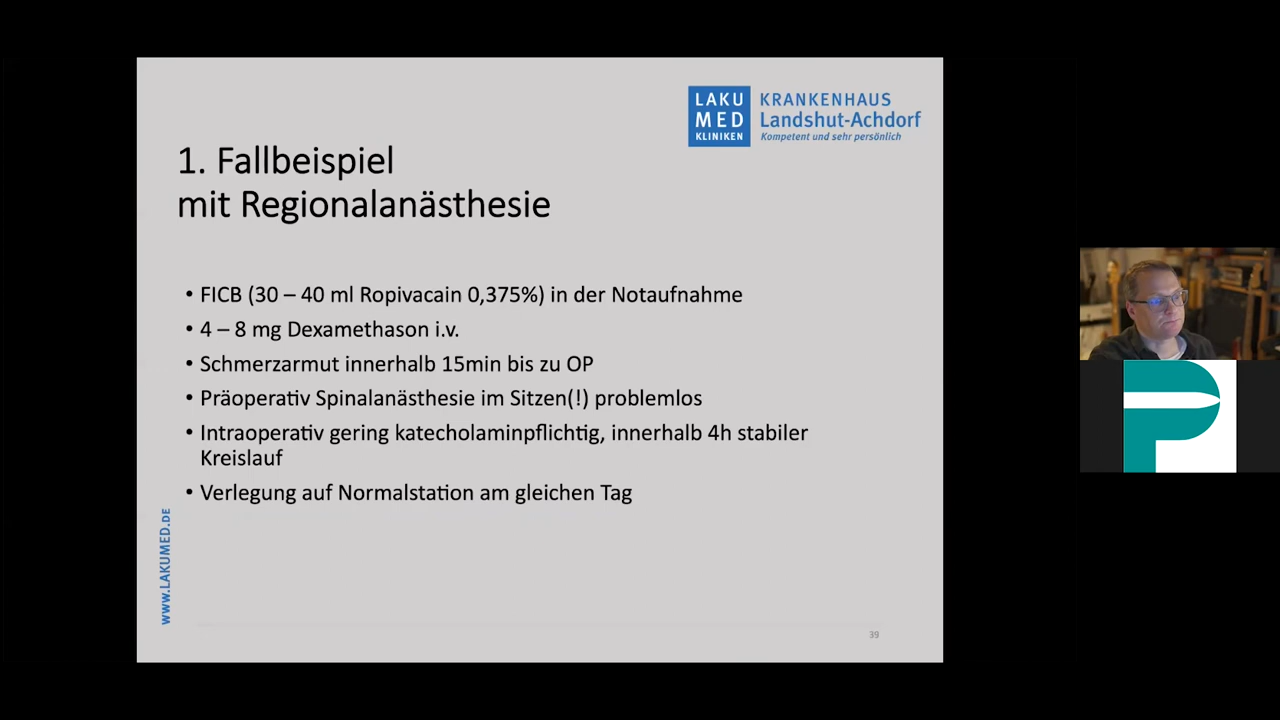 LAKU
MED
KLINIKEN
KRANKENHAUS
Landshut-Achdorf
Kompetent und sehr persönlich
1. Fallbeispiel
mit Regionalanästhesie
• FICB (30 – 40 ml Ropivacain 0,375%) in der Notaufnahme
• 4 – 8 mg Dexamethason i.v.
• Schmerzarmut innerhalb 15min bis zu OP
• Präoperativ Spinalanästhesie im Sitzen(!) problemlos
• Intraoperativ gering katecholaminpflichtig, innerhalb 4h stabiler
Kreislauf
• Verlegung auf Normalstation am gleichen Tag
www.LAKUMED.DE
39